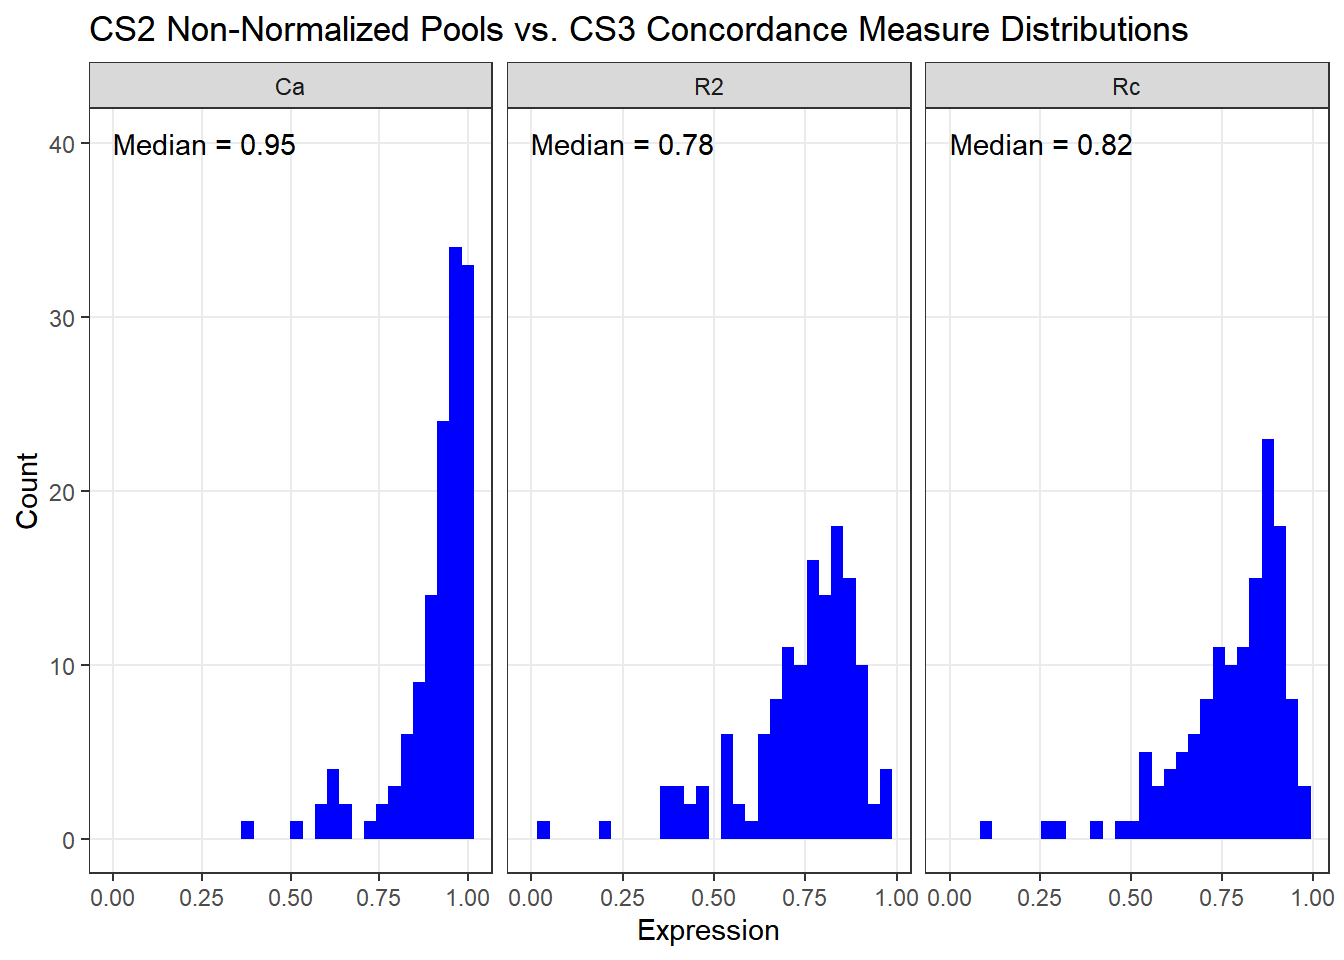 CS2 Non-Normalized Pools vs. CS3 Concordance Measure Distributions
Ca
R2
Rc
Median = 0.95
Median = 0.78
Median = 0.82
40
30
20
10
0
Count
0.00 0.25 0.50 0.75 1.00
0.00 0.25 0.50 0.75 1.00
0.00 0.25 0.50 0.75 1.00
Expression